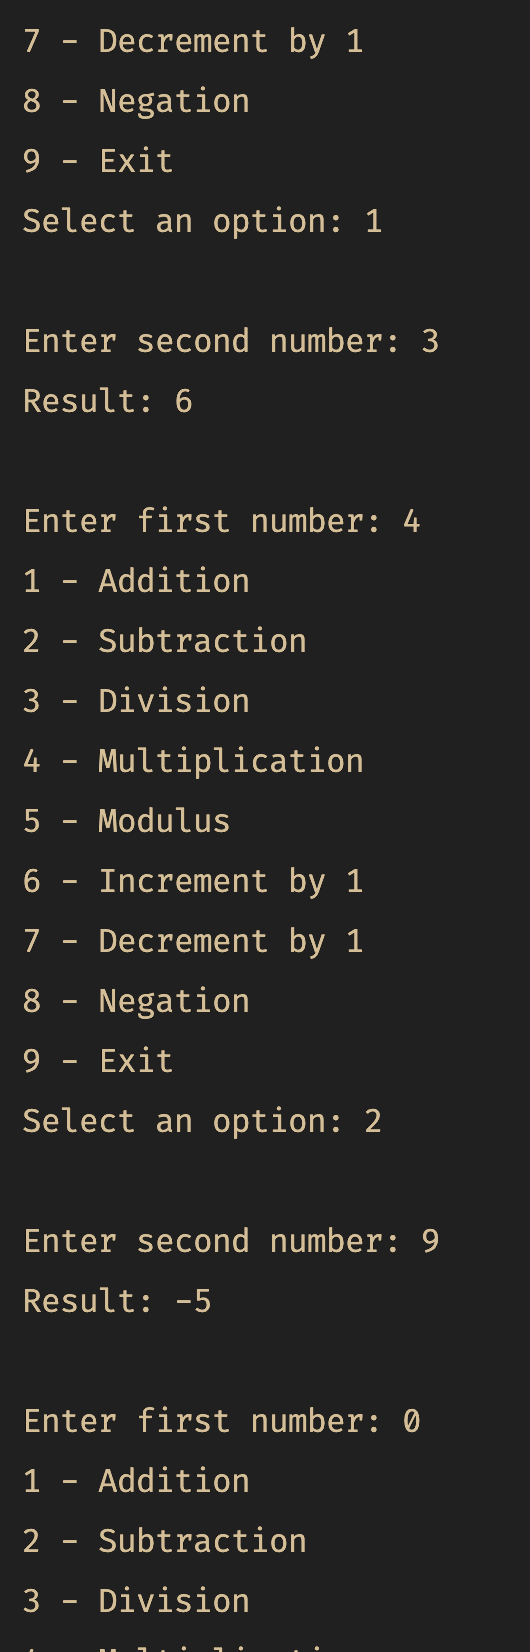 7 - Decrement by 1
8 - Negation
9 - Exit
Select an option: 1
Enter second number: 3
Result: 6
Enter first number: 4
1 - Addition
2 - Subtraction
3 - Division
4 - Multiplication
5 - Modulus
6 - Increment by 1
7 - Decrement by 1
8 - Negation
9 - Exit
Select an option: 2
Enter second number: 9
Result: -5
Enter first number: 0
1 - Addition
2 - Subtraction
3 - Division